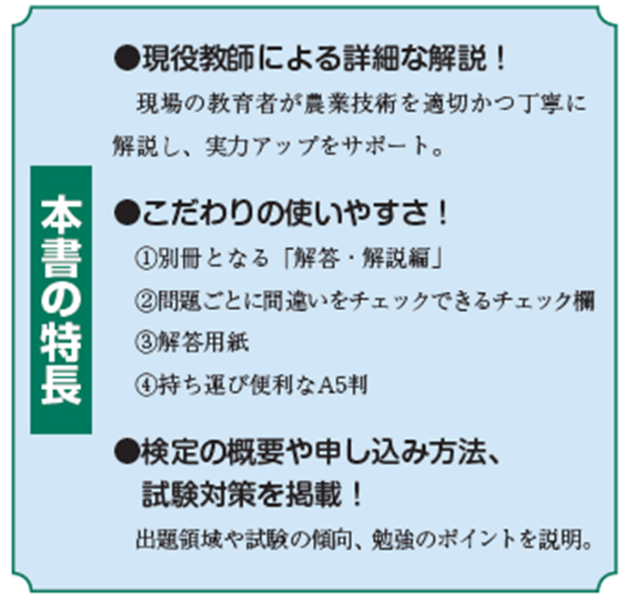 本書の特長
●現役教師による詳細な解説！
現場の教育者が農業技術を適切かつ丁寧に
解説し、実力アップをサポート。
●こだわりの使いやすさ！
①別冊となる「解答・解説編」
②問題ごとに間違いをチェックできるチェック欄
③解答用紙
④持ち運び便利なA5判
●検定の概要や申し込み方法、
試験対策を掲載！
出題領域や試験の傾向、勉強のポイントを説明。